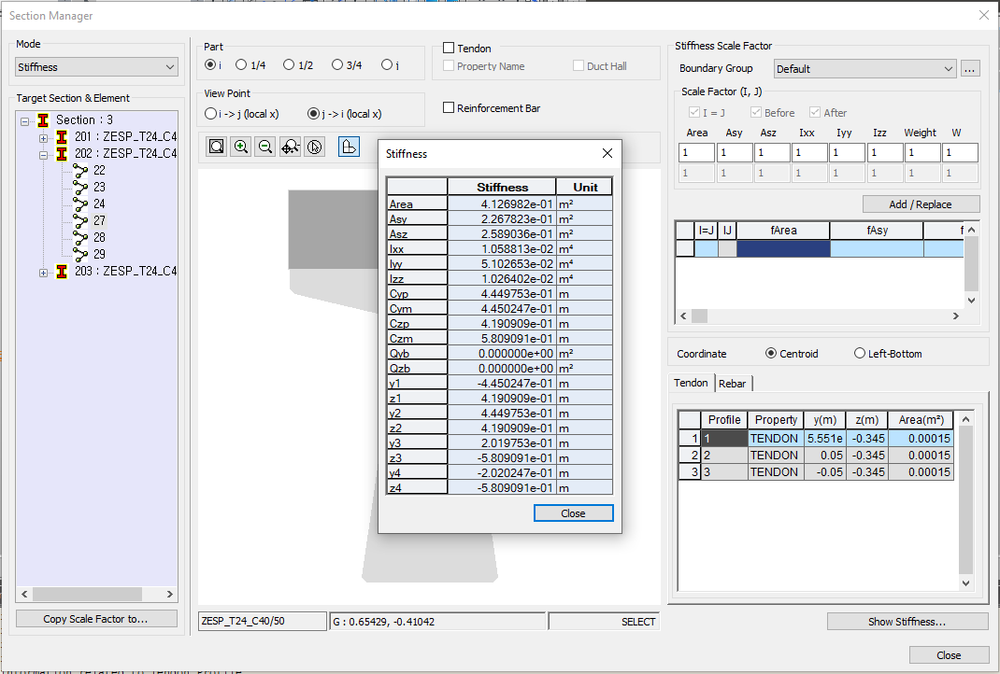 Section Manager
Mode
Stiffness
Target Section & Element
Section : 3
201 : ZESP_T24_C4
202 : ZESP_T24_C4
22
23
24
27
28
29
203 : ZESP_T24_C4
Copy Scale Factor to...
Part
i 1/4 1/2 3/4 j
View Point
i -> j (local x) j -> i (local x)
Tendon
Property Name Duct Hall
Reinforcement Bar
Stiffness
Stiffness Unit
Area 4.126982e-01 m²
Asy 2.267823e-01 m²
Asz 2.589036e-01 m²
Ixx 1.058813e-02 m⁴
Iyy 5.102653e-02 m⁴
Izz 1.026402e-02 m⁴
Cyp 4.449753e-01 m
Cym 4.450247e-01 m
Czp 4.190909e-01 m
Czm 5.809091e-01 m
Qyb 0.000000e+00 m²
Qzb 0.000000e+00 m²
y1 -4.450247e-01 m
z1 4.190909e-01 m
y2 4.449753e-01 m
z2 4.190909e-01 m
y3 2.019753e-01 m
z3 -5.809091e-01 m
y4 -2.020247e-01 m
z4 -5.809091e-01 m
Close
ZESP_T24_C40/50
G : 0.65429, -0.41042
SELECT
Stiffness Scale Factor
Boundary Group Default ...
Scale Factor (I, J)
I = J Before After
Area Asy Asz Ixx Iyy Izz Weight W
1 1 1 1 1 1 1 1
1 1 1 1 1 1 1 1
Add / Replace
I=J IJ fArea fAsy f
Coordinate Centroid Left-Bottom
Tendon Rebar
Profile Property y(m) z(m) Area(m²)
1 1 TENDON 5.551e -0.345 0.00015
2 2 TENDON 0.05 -0.345 0.00015
3 3 TENDON -0.05 -0.345 0.00015
Show Stiffness...
Close